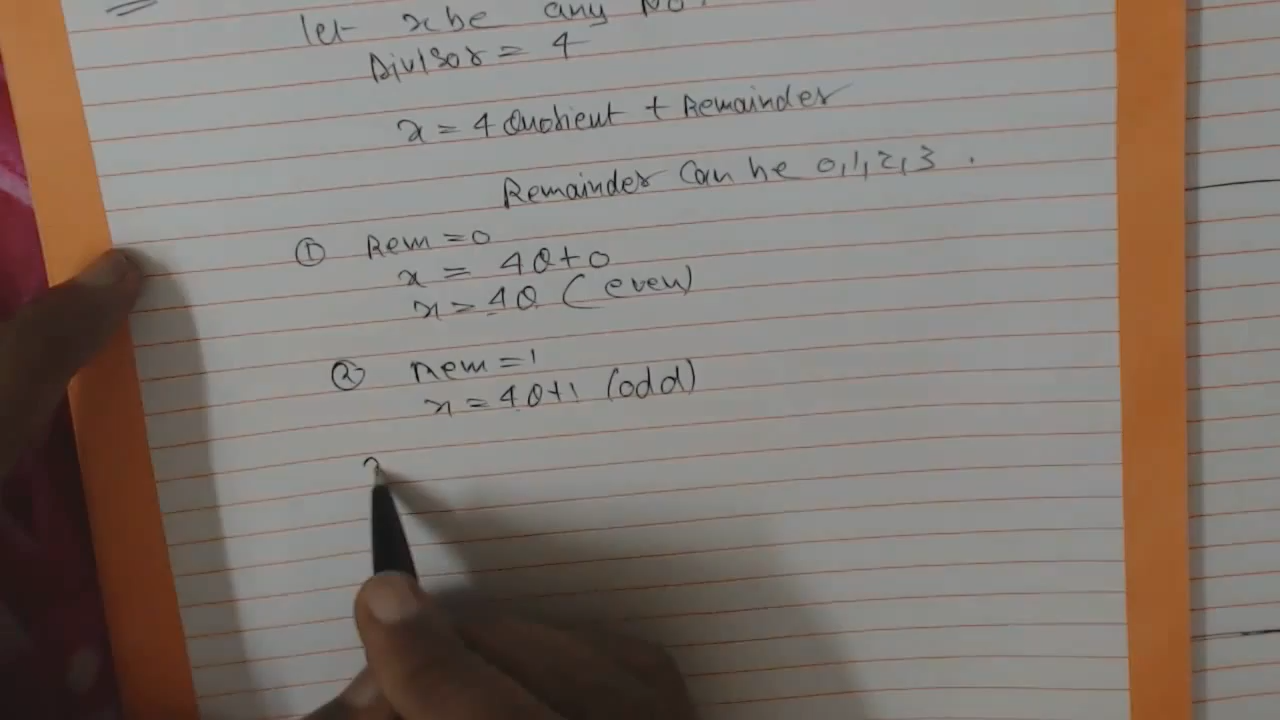 let x be any No.
Divisor = 4
x = 4 Quotient + Remainder
Remainder Can be 0,1,2,3 .
① Rem = 0
x = 4Q+0
x = 4Q (even)
② Rem = 1
x = 4Q+1 (odd)